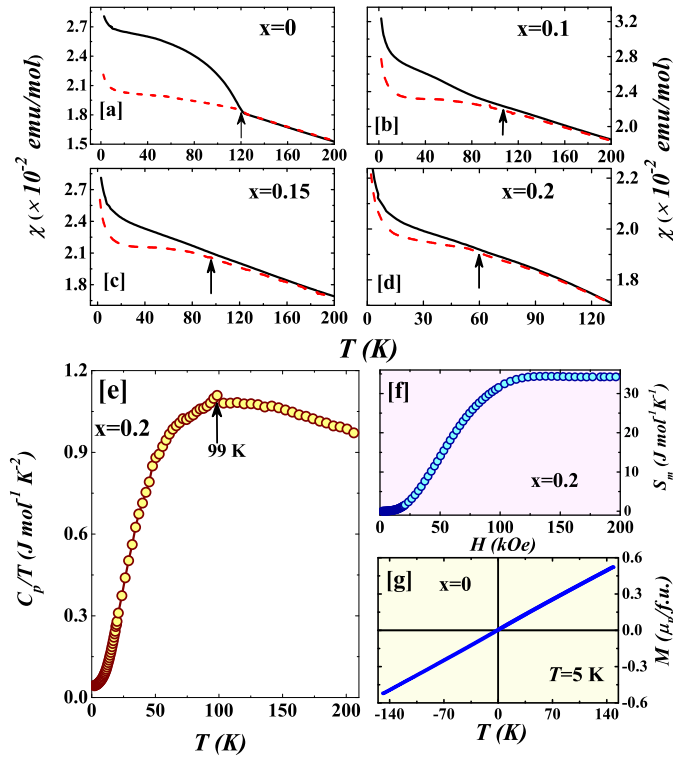 2.8
2.4
2.1
1.8
1.5
x=0
[a]
0 40 80 120 160 200
χ (× 10⁻² emu/mol)
3.2
2.8
2.4
2.0
x=0.1
[b]
0 40 80 120 160 200
χ (× 10⁻² emu/mol)
2.7
2.4
2.1
1.8
x=0.15
[c]
0 40 80 120 160 200
2.2
2.0
1.8
x=0.2
[d]
0 30 60 90 120
T (K)
1.2
0.9
0.6
0.3
0.0
[e]
x=0.2
99 K
C_p/T (J mol⁻¹ K⁻²)
0 50 100 150 200
T (K)
[f]
x=0.2
30
20
10
0
S_m (J mol⁻¹K⁻¹)
0 50 100 150 200
H (kOe)
[g]
x=0
T=5 K
0.6
0.3
0.0
-0.3
-0.6
-140 -70 0 70 140
T (K)